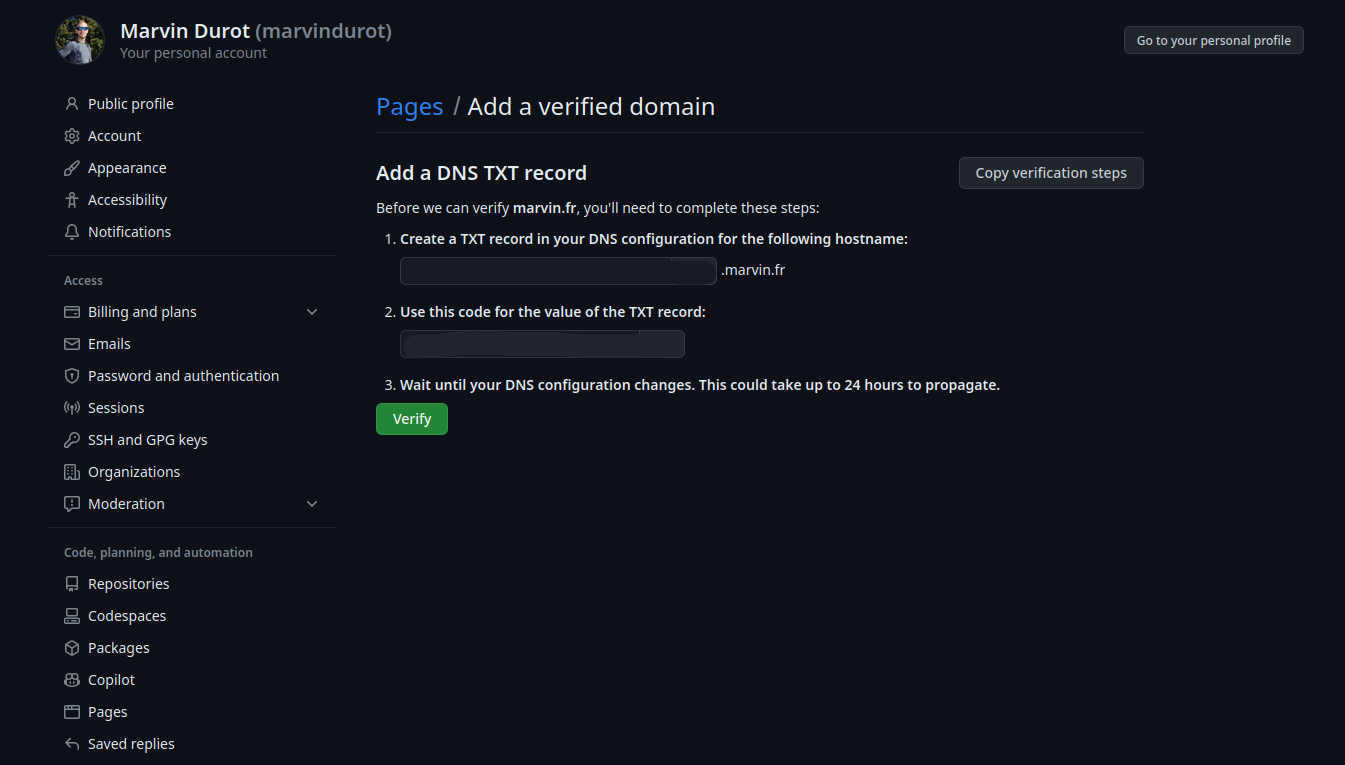 Marvin Durot (marvindurot)
Your personal account
Go to your personal profile
Public profile
Account
Appearance
Accessibility
Notifications
Access
Billing and plans
Emails
Password and authentication
Sessions
SSH and GPG keys
Organizations
Moderation
Code, planning, and automation
Repositories
Codespaces
Packages
Copilot
Pages
Saved replies
Pages / Add a verified domain
Add a DNS TXT record
Copy verification steps
Before we can verify marvin.fr, you'll need to complete these steps:
1. Create a TXT record in your DNS configuration for the following hostname:
.marvin.fr
2. Use this code for the value of the TXT record:
3. Wait until your DNS configuration changes. This could take up to 24 hours to propagate.
Verify